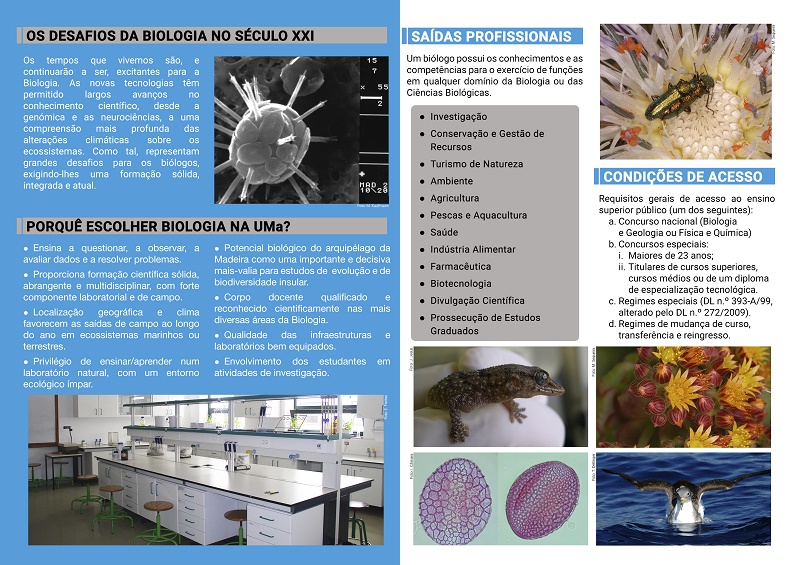 OS DESAFIOS DA BIOLOGIA NO SÉCULO XXI
Os tempos que vivemos são, e
continuarão a ser, excitantes para a
Biologia. As novas tecnologias têm
permitido largos avanços no
conhecimento científico, desde a
genómica e as neurociências, a uma
compreensão mais profunda das
alterações climáticas sobre os
ecossistemas. Como tal, representam
grandes desafios para os biólogos,
exigindo-lhes uma formação sólida,
integrada e atual.
15
7
x 55
2
MAD 2
10/20
PORQUÊ ESCOLHER BIOLOGIA NA UMa?
● Ensina a questionar, a observar, a
avaliar dados e a resolver problemas.
● Proporciona formação científica sólida,
abrangente e multidisciplinar, com forte
componente laboratorial e de campo.
● Localização geográfica e clima
favorecem as saídas de campo ao longo
do ano em ecossistemas marinhos ou
terrestres.
● Privilégio de ensinar/aprender num
laboratório natural, com um entorno
ecológico ímpar.
● Potencial biológico do arquipélago da
Madeira como uma importante e decisiva
mais-valia para estudos de evolução e de
biodiversidade insular.
● Corpo docente qualificado e
reconhecido cientificamente nas mais
diversas áreas da Biologia.
● Qualidade das infraestruturas e
laboratórios bem equipados.
● Envolvimento dos estudantes em
atividades de investigação.
SAÍDAS PROFISSIONAIS
Um biólogo possui os conhecimentos e as
competências para o exercício de funções
em qualquer domínio da Biologia ou das
Ciências Biológicas.
● Investigação
● Conservação e Gestão de
Recursos
● Turismo de Natureza
● Ambiente
● Agricultura
● Pescas e Aquacultura
● Saúde
● Indústria Alimentar
● Farmacêutica
● Biotecnologia
● Divulgação Científica
● Prossecução de Estudos
Graduados
CONDIÇÕES DE ACESSO
Requisitos gerais de acesso ao ensino
superior público (um dos seguintes):
a. Concurso nacional (Biologia
e Geologia ou Física e Química)
b. Concursos especiais:
i. Maiores de 23 anos;
ii. Titulares de cursos superiores,
cursos médios ou de um diploma
de especialização tecnológica.
c. Regimes especiais (DL n.º 393-A/99,
alterado pelo DL n.º 272/2009).
d. Regimes de mudança de curso,
transferência e reingresso.